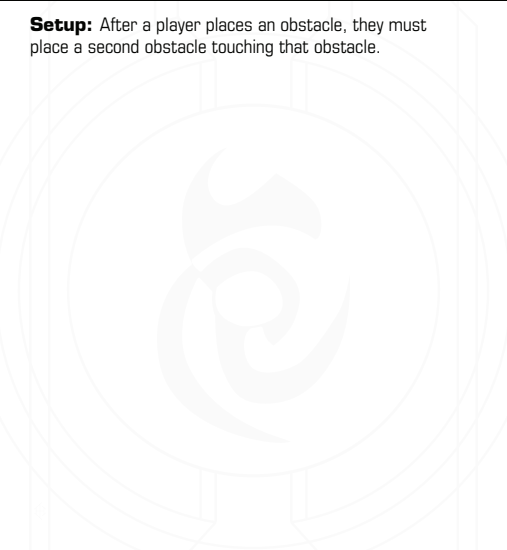 Setup: After a player places an obstacle, they must
place a second obstacle touching that obstacle.